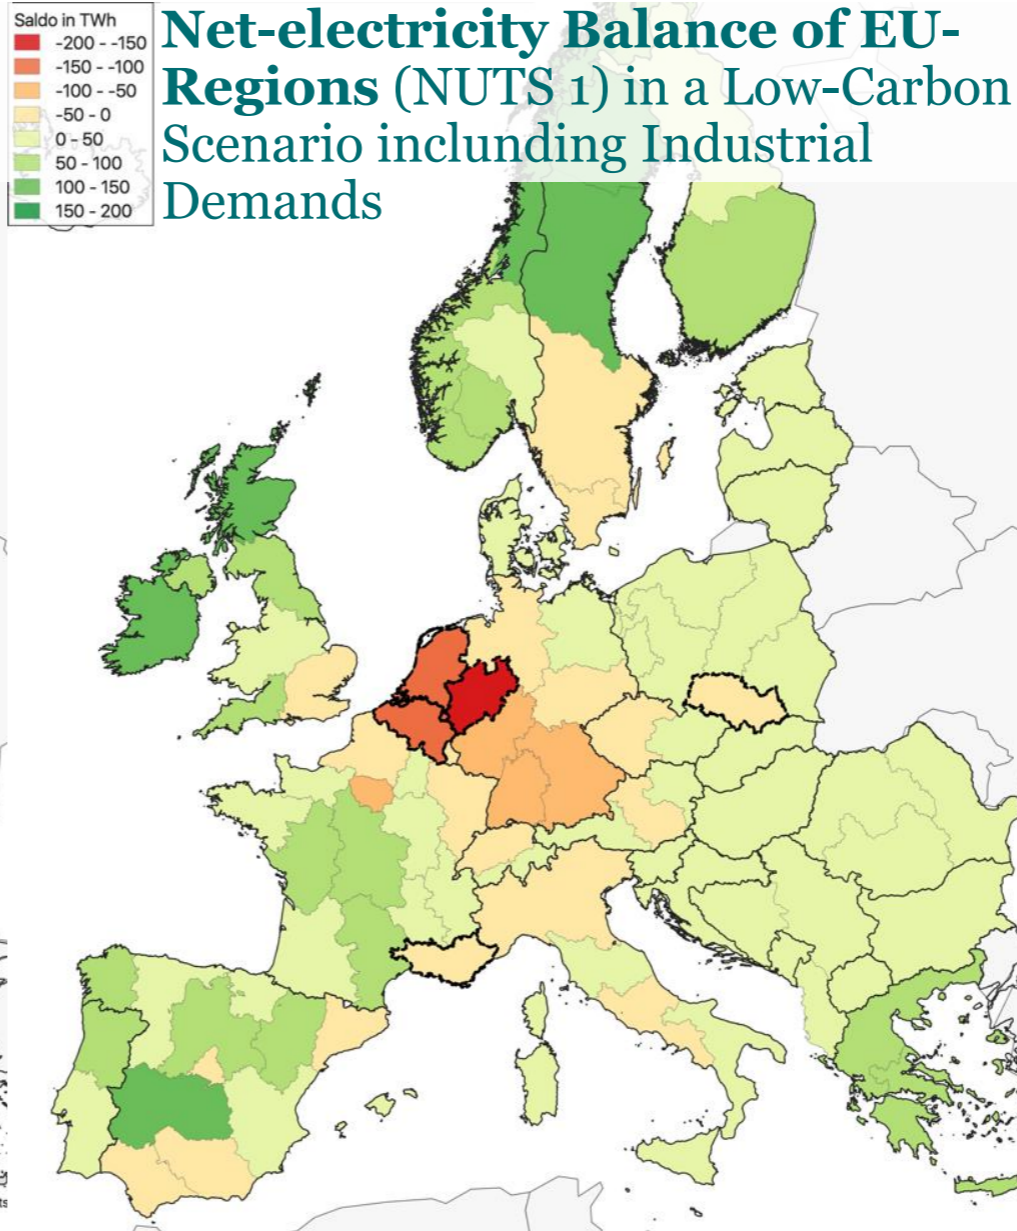 Saldo in TWh
-200 - -150
-150 - -100
-100 - -50
-50 - 0
0 - 50
50 - 100
100 - 150
150 - 200
Net-electricity Balance of EU-
Regions (NUTS 1) in a Low-Carbon
Scenario inclunding Industrial
Demands